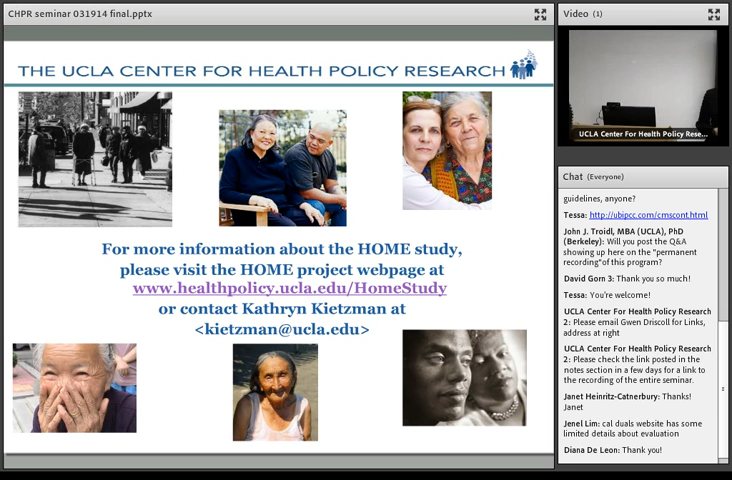 CHPR seminar 031914 final.pptx
THE UCLA CENTER FOR HEALTH POLICY RESEARCH
For more information about the HOME study,
please visit the HOME project webpage at
www.healthpolicy.ucla.edu/HomeStudy
or contact Kathryn Kietzman at
<kietzman@ucla.edu>
Video (1)
UCLA Center For Health Policy Rese...
Chat (Everyone)
guidelines, anyone?
Tessa: http://ubipcc.com/cmscont.html
John J. Troidl, MBA (UCLA), PhD
(Berkeley): Will you post the Q&A
showing up here on the "permanent
recording"of this program?
David Gorn 3: Thank you so much!
Tessa: You're welcome!
UCLA Center For Health Policy Research
2: Please email Gwen Driscoll for Links,
address at right
UCLA Center For Health Policy Research
2: Please check the link posted in the
notes section in a few days for a link to
the recording of the entire seminar.
Janet Heinritz-Catnerbury: Thanks!
Janet
Jenel Lim: cal duals website has some
limited details about evaluation
Diana De Leon: Thank you!